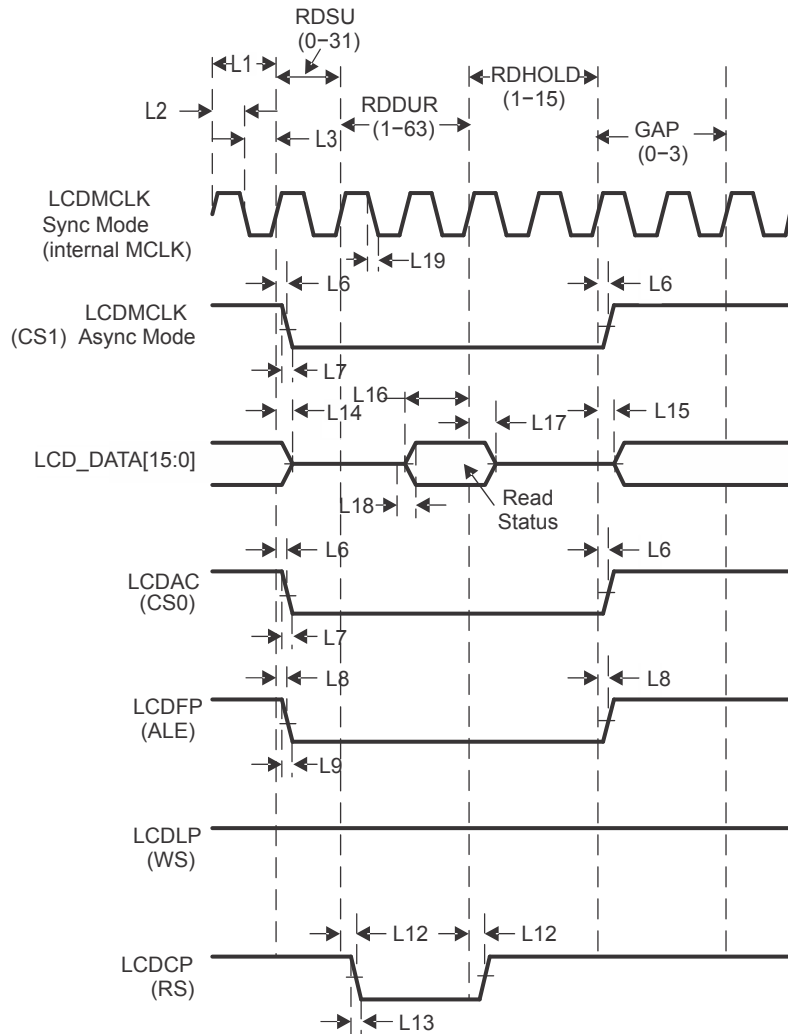 RDSU
(0−31)
L1
RDHOLD
(1−15)
L2
RDDUR
(1−63)
GAP
(0−3)
L3
LCDMCLK
Sync Mode
(internal MCLK)
L19
L6
L6
LCDMCLK
(CS1) Async Mode
L7
L16
L14
L17
L15
LCD_DATA[15:0]
L18
Read
Status
L6
L6
LCDAC
(CS0)
L7
L8
L8
LCDFP
(ALE)
L9
LCDLP
(WS)
L12
L12
LCDCP
(RS)
L13